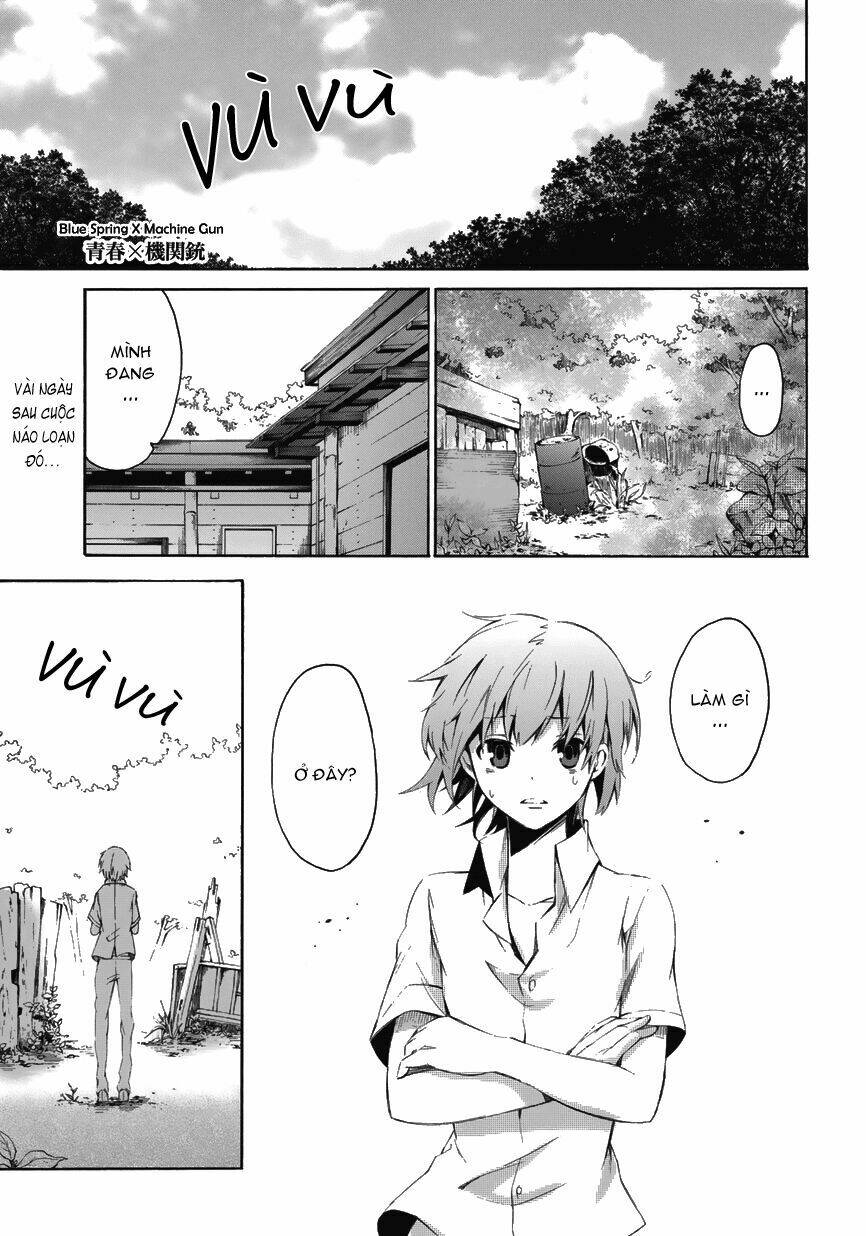 VÙ VÙ
Blue Spring X Machine Gun
青春×機関銃
...
MÌNH
ĐANG
...
VÀI NGÀY
SAU CUỘC
NÁO LOẠN
ĐÓ...
LÀM GÌ
...
Ở ĐÂY?
VÙ VÙ